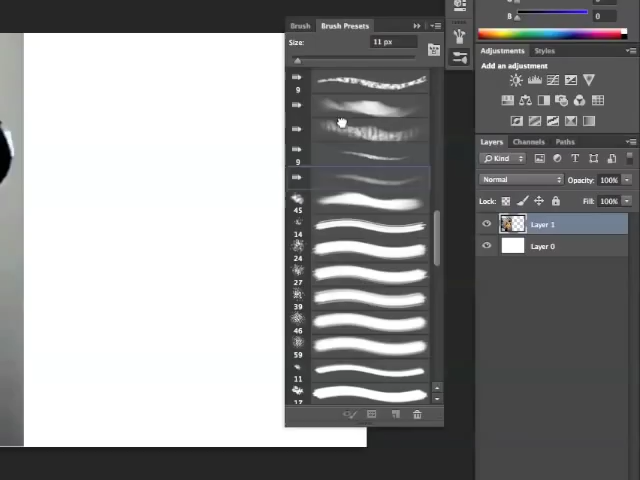 B 0
Brush Brush Presets
Size: 11 px
9
9
45
14
24
27
39
46
59
11
17
Adjustments Styles
Add an adjustment
Layers Channels Paths
Kind
Normal Opacity: 100%
Lock: Fill: 100%
Layer 1
Layer 0